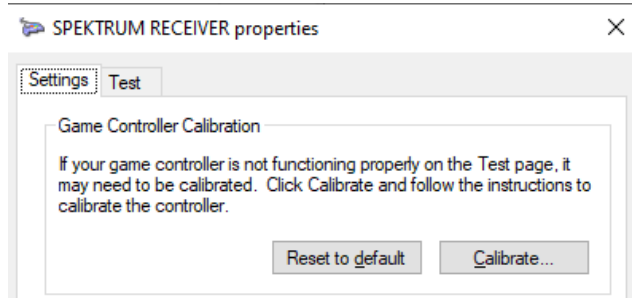 SPEKTRUM RECEIVER properties
Settings Test
Game Controller Calibration
If your game controller is not functioning properly on the Test page, it
may need to be calibrated. Click Calibrate and follow the instructions to
calibrate the controller.
Reset to default Calibrate...